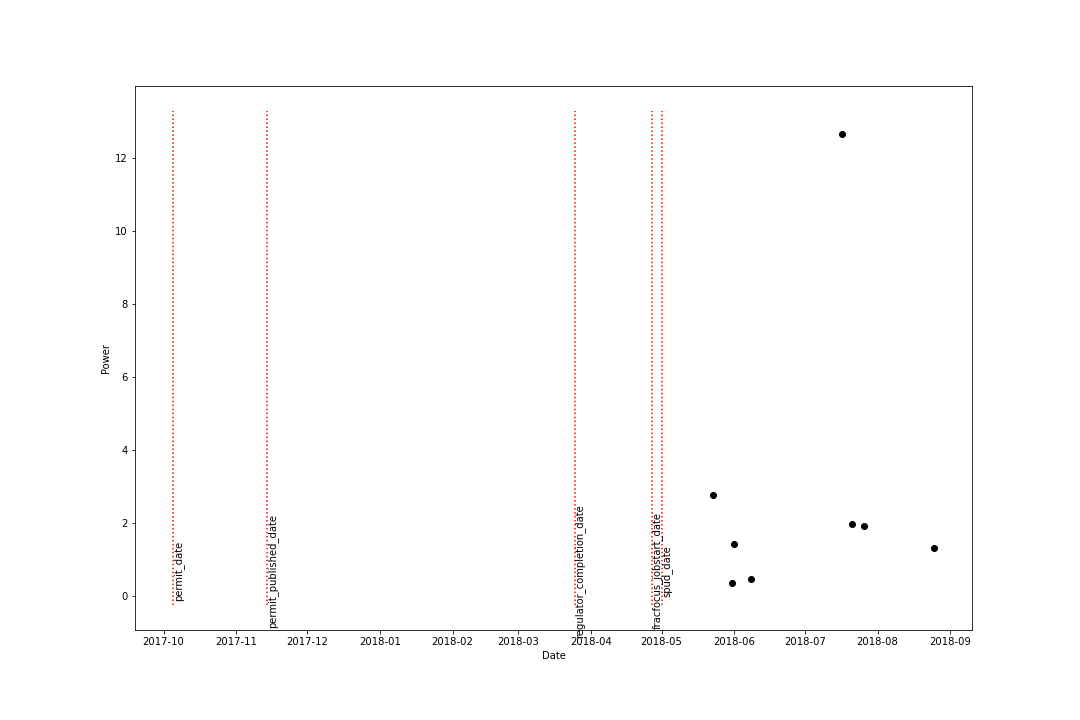 12
10
8
6
4
2
0
Power
permit_date
permit_published_date
regulator_completion_date
fracfocus_jobstart_date
spud_date
2017-10
2017-11
2017-12
2018-01
2018-02
2018-03
2018-04
2018-05
2018-06
2018-07
2018-08
2018-09
Date